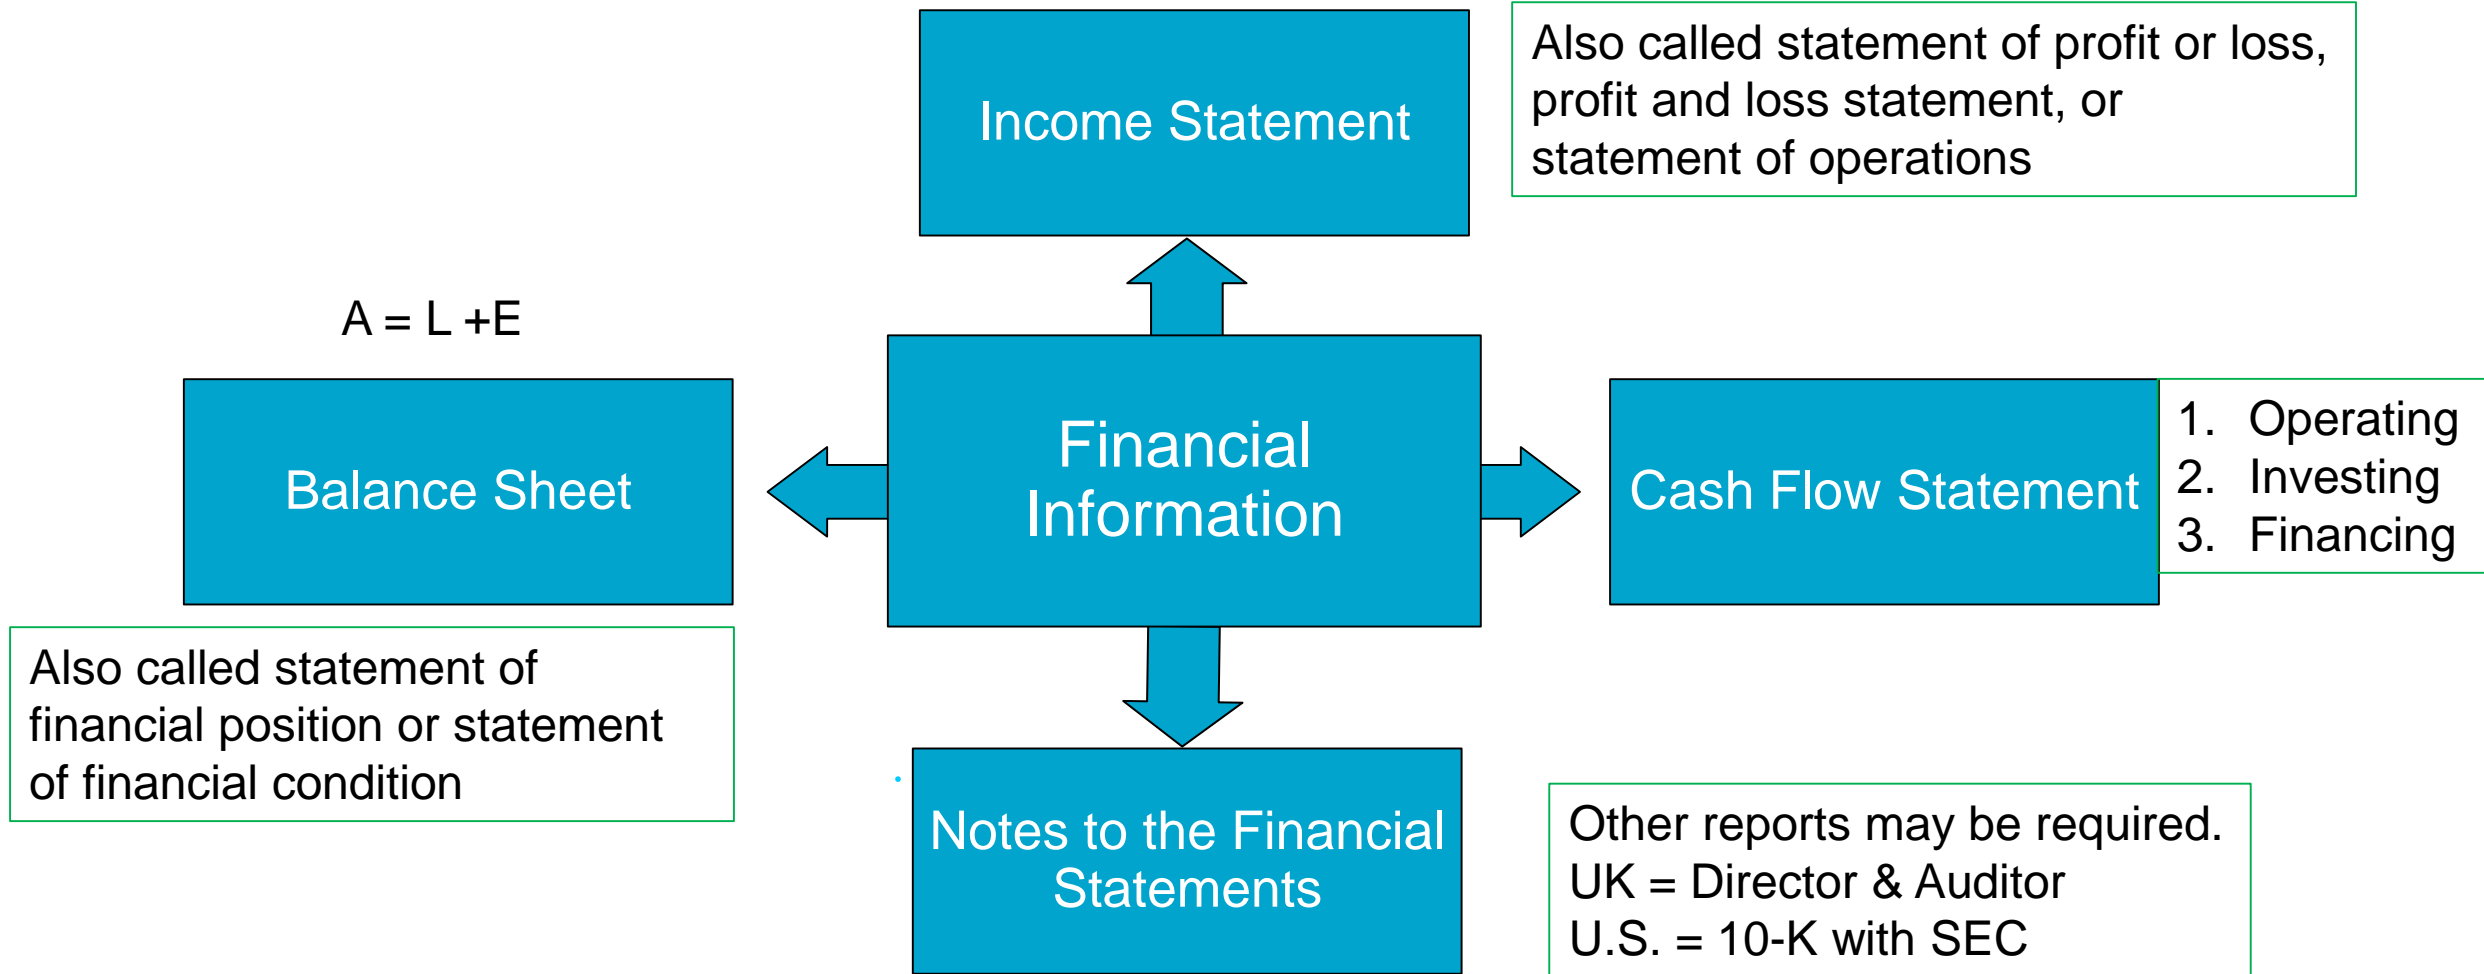 Income Statement
Also called statement of profit or loss,
profit and loss statement, or
statement of operations
A = L +E
Balance Sheet
Financial
Information
Cash Flow Statement
1. Operating
2. Investing
3. Financing
Also called statement of
financial position or statement
of financial condition
Notes to the Financial
Statements
Other reports may be required.
UK = Director & Auditor
U.S. = 10-K with SEC